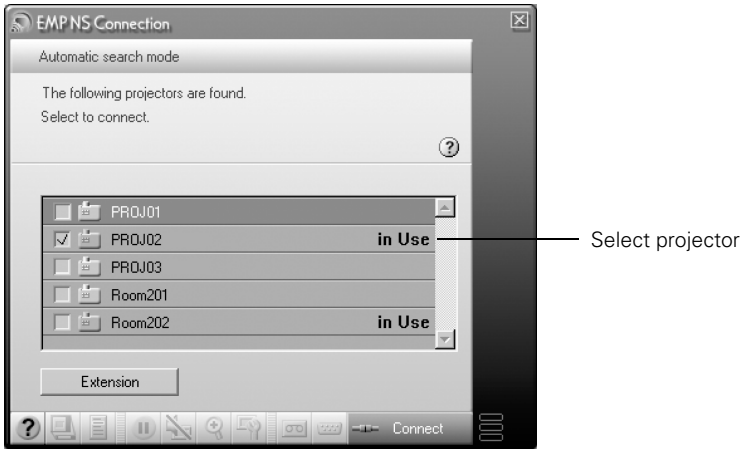 EMP NS Connection
Automatic search mode
The following projectors are found.
Select to connect.
?
PROJ01
PROJ02 in Use
Select projector
PROJ03
Room201
Room202 in Use
Extension
? Connect